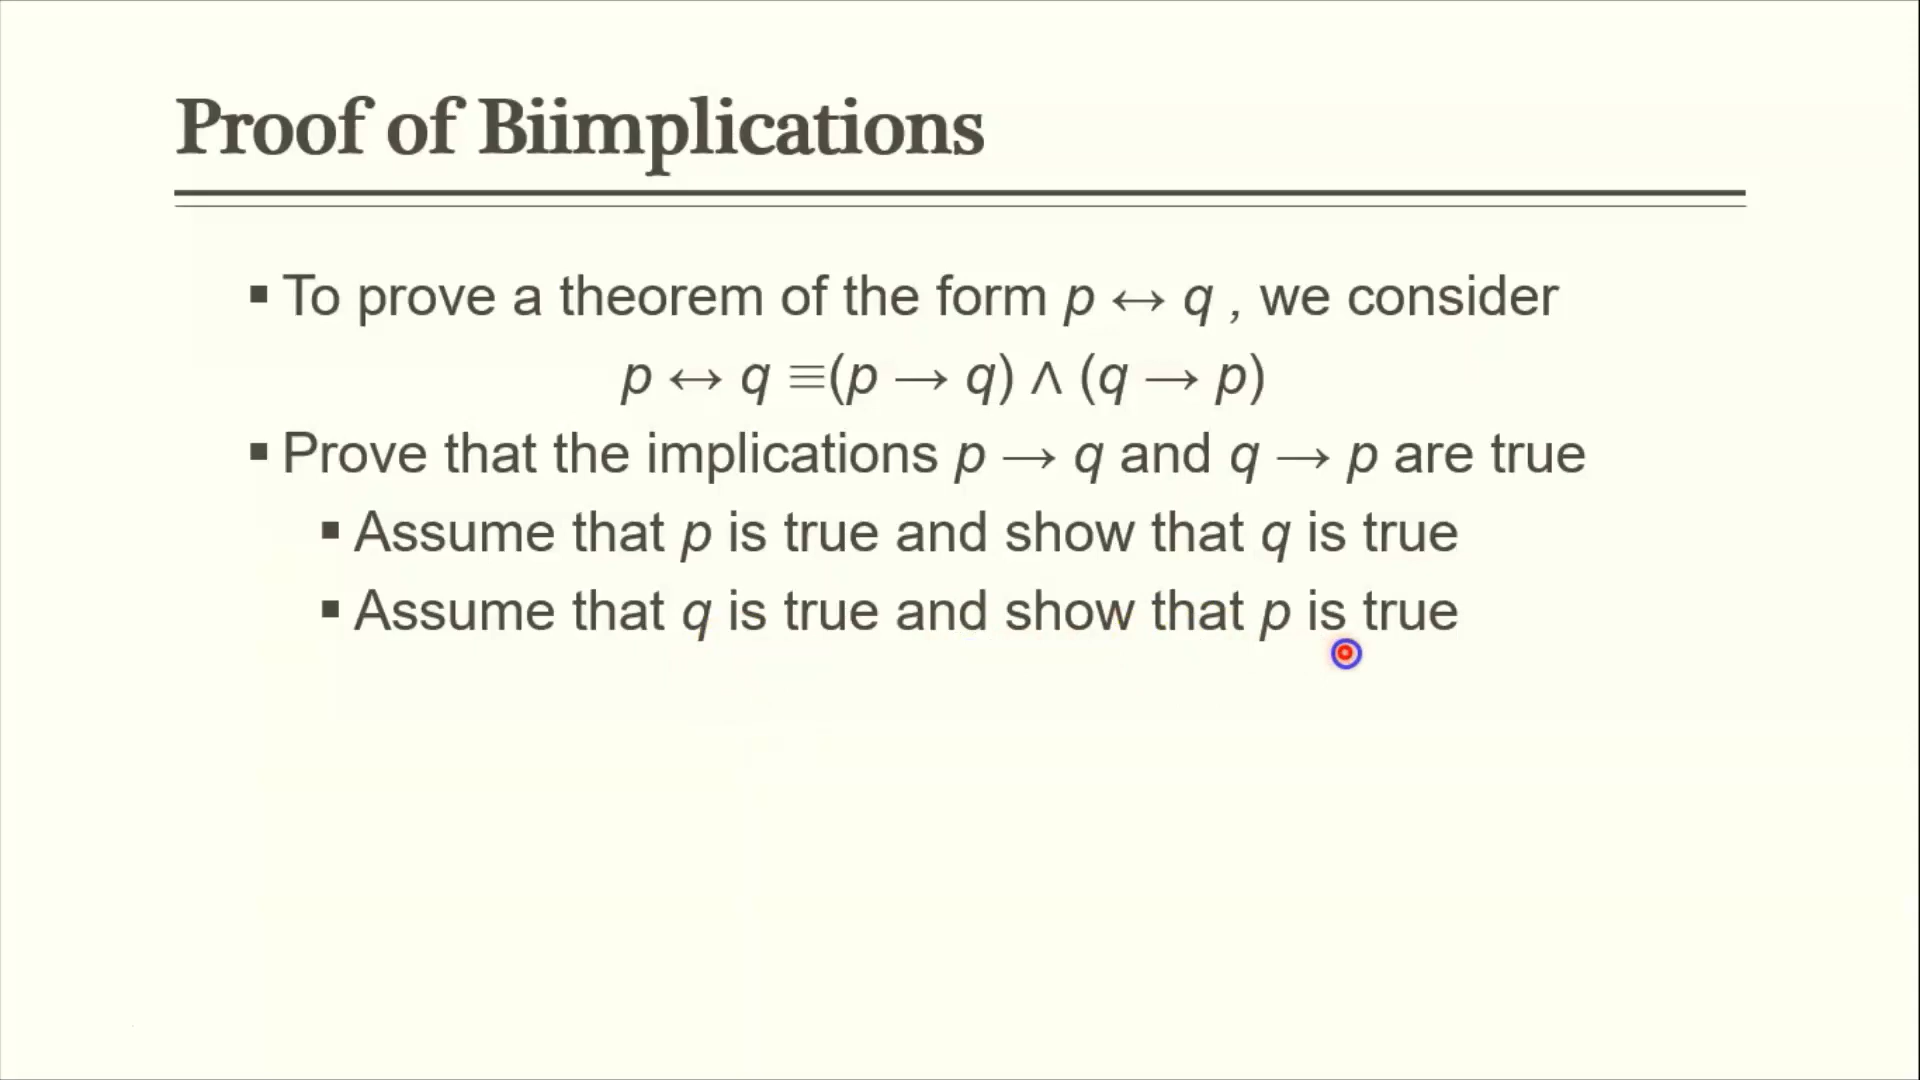 Proof of Biimplications
▪ To prove a theorem of the form p ↔ q , we consider
p ↔ q ≡(p → q) ∧ (q → p)
▪ Prove that the implications p → q and q → p are true
▪ Assume that p is true and show that q is true
▪ Assume that q is true and show that p is true